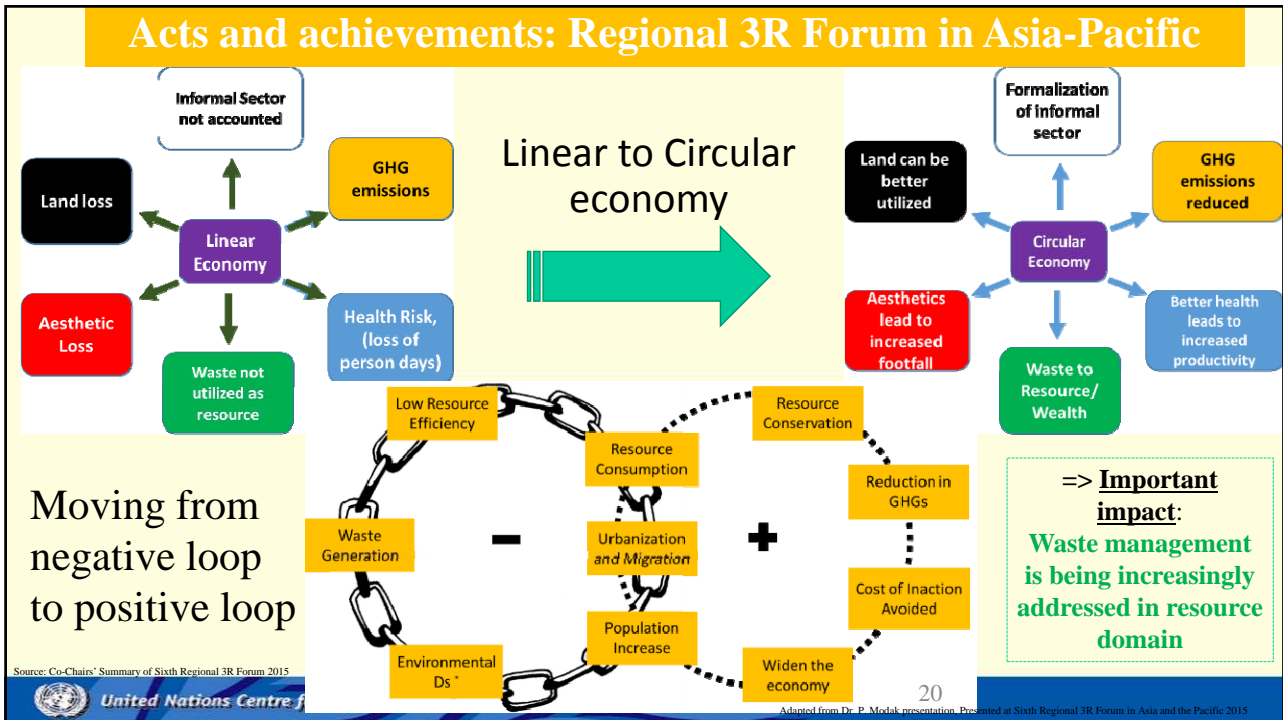 Acts and achievements: Regional 3R Forum in Asia-Pacific
Informal Sector
not accounted
Land loss
GHG
emissions
Linear
Economy
Aesthetic
Loss
Health Risk,
(loss of
person days)
Waste not
utilized as
resource
Linear to Circular
economy
Formalization
of informal
sector
Land can be
better
utilized
GHG
emissions
reduced
Circular
Economy
Aesthetics
lead to
increased
footfall
Better health
leads to
increased
productivity
Waste to
Resource/
Wealth
Moving from
negative loop
to positive loop
Low Resource
Efficiency
Resource
Consumption
Resource
Conservation
Waste
Generation
-
Urbanization
and Migration
+
Reduction in
GHGs
Cost of Inaction
Avoided
Environmental
Ds *
Population
Increase
Widen the
economy
=> Important
impact:
Waste management
is being increasingly
addressed in resource
domain
Source: Co-Chairs' Summary of Sixth Regional 3R Forum 2015
United Nations Centre f
20
Adapted from Dr. P. Modak presentation, Presented at Sixth Regional 3R Forum in Asia and the Pacific 2015